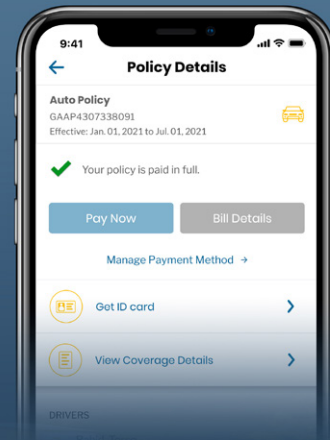 9:41
Policy Details
Auto Policy
GAAP4307338091
Effective: Jan. 01, 2021 to Jul. 01, 2021
Your policy is paid in full.
Pay Now
Bill Details
Manage Payment Method →
Get ID card
View Coverage Details
DRIVERS